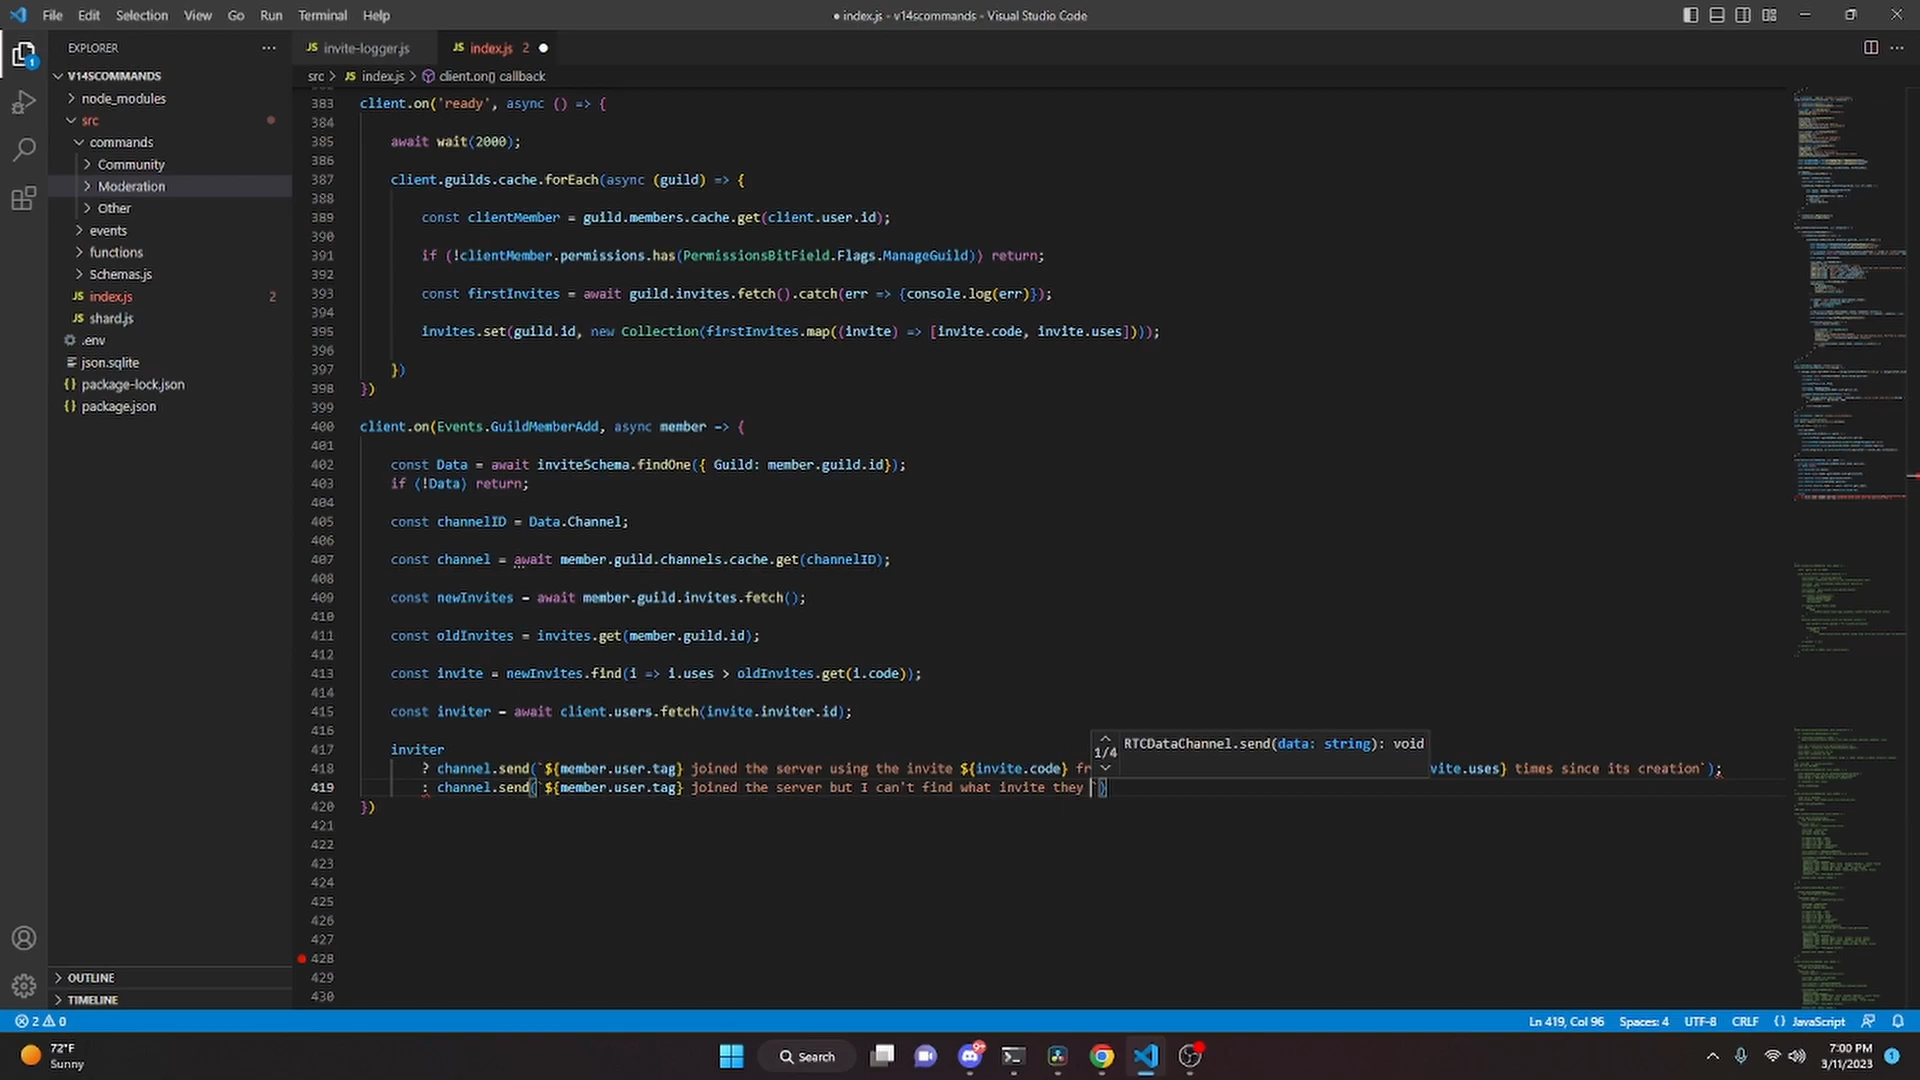 File Edit Selection View Go Run Terminal Help
● index.js - v14scommands - Visual Studio Code
EXPLORER
V14SCOMMANDS
node_modules
src
commands
Community
Moderation
Other
events
functions
Schemas.js
JS index.js 2
JS shard.js
.env
json.sqlite
{} package-lock.json
{} package.json
OUTLINE
TIMELINE
1
JS invite-logger.js
JS index.js 2
src > JS index.js > client.on() callback
383 client.on('ready', async () => {
384
385 await wait(2000);
386
387 client.guilds.cache.forEach(async (guild) => {
388
389 const clientMember = guild.members.cache.get(client.user.id);
390
391 if (!clientMember.permissions.has(PermissionsBitField.Flags.ManageGuild)) return;
392
393 const firstInvites = await guild.invites.fetch().catch(err => {console.log(err)});
394
395 invites.set(guild.id, new Collection(firstInvites.map((invite) => [invite.code, invite.uses])));
396
397 })
398 })
399
400 client.on(Events.GuildMemberAdd, async member => {
401
402 const Data = await inviteSchema.findOne({ Guild: member.guild.id});
403 if (!Data) return;
404
405 const channelID = Data.Channel;
406
407 const channel = await member.guild.channels.cache.get(channelID);
408
409 const newInvites = await member.guild.invites.fetch();
410
411 const oldInvites = invites.get(member.guild.id);
412
413 const invite = newInvites.find(i => i.uses > oldInvites.get(i.code));
414
415 const inviter = await client.users.fetch(invite.inviter.id);
416
417 inviter
1/4 RTCDataChannel.send(data: string): void
418 ? channel.send(`${member.user.tag} joined the server using the invite ${invite.code} fr vite.uses} times since its creation`);
419 : channel.send(`${member.user.tag} joined the server but I can't find what invite they `)
420 })
421
422
423
424
425
426
427
428
429
430
2 0
Ln 419, Col 96 Spaces: 4 UTF-8 CRLF {} JavaScript
72°F
Sunny
Search
9+
7:00 PM
3/11/2023
1